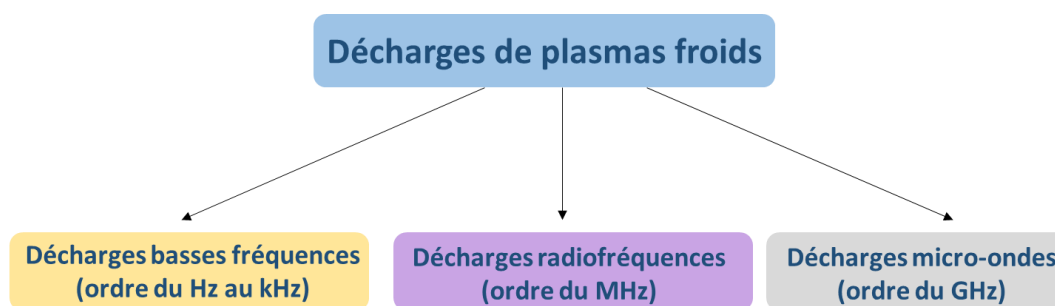 Décharges de plasmas froids
Décharges basses fréquences
(ordre du Hz au kHz)
Décharges radiofréquences
(ordre du MHz)
Décharges micro-ondes
(ordre du GHz)